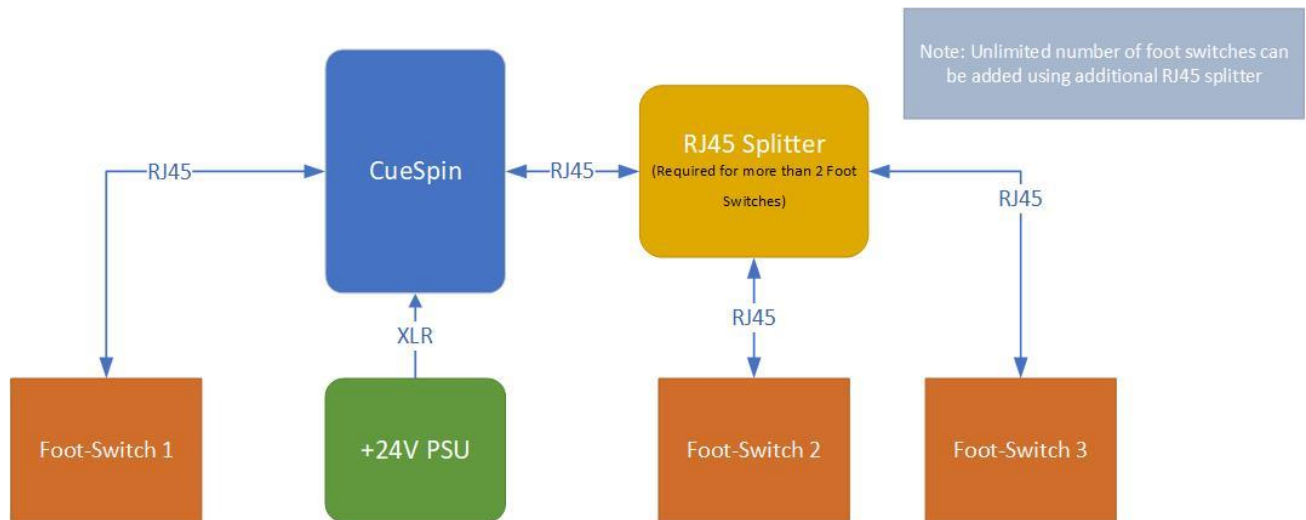 Note: Unlimited number of foot switches can
be added using additional RJ45 splitter
CueSpin
RJ45 Splitter
(Required for more than 2 Foot
Switches)
RJ45
RJ45
RJ45
RJ45
XLR
Foot-Switch 1
+24V PSU
Foot-Switch 2
Foot-Switch 3